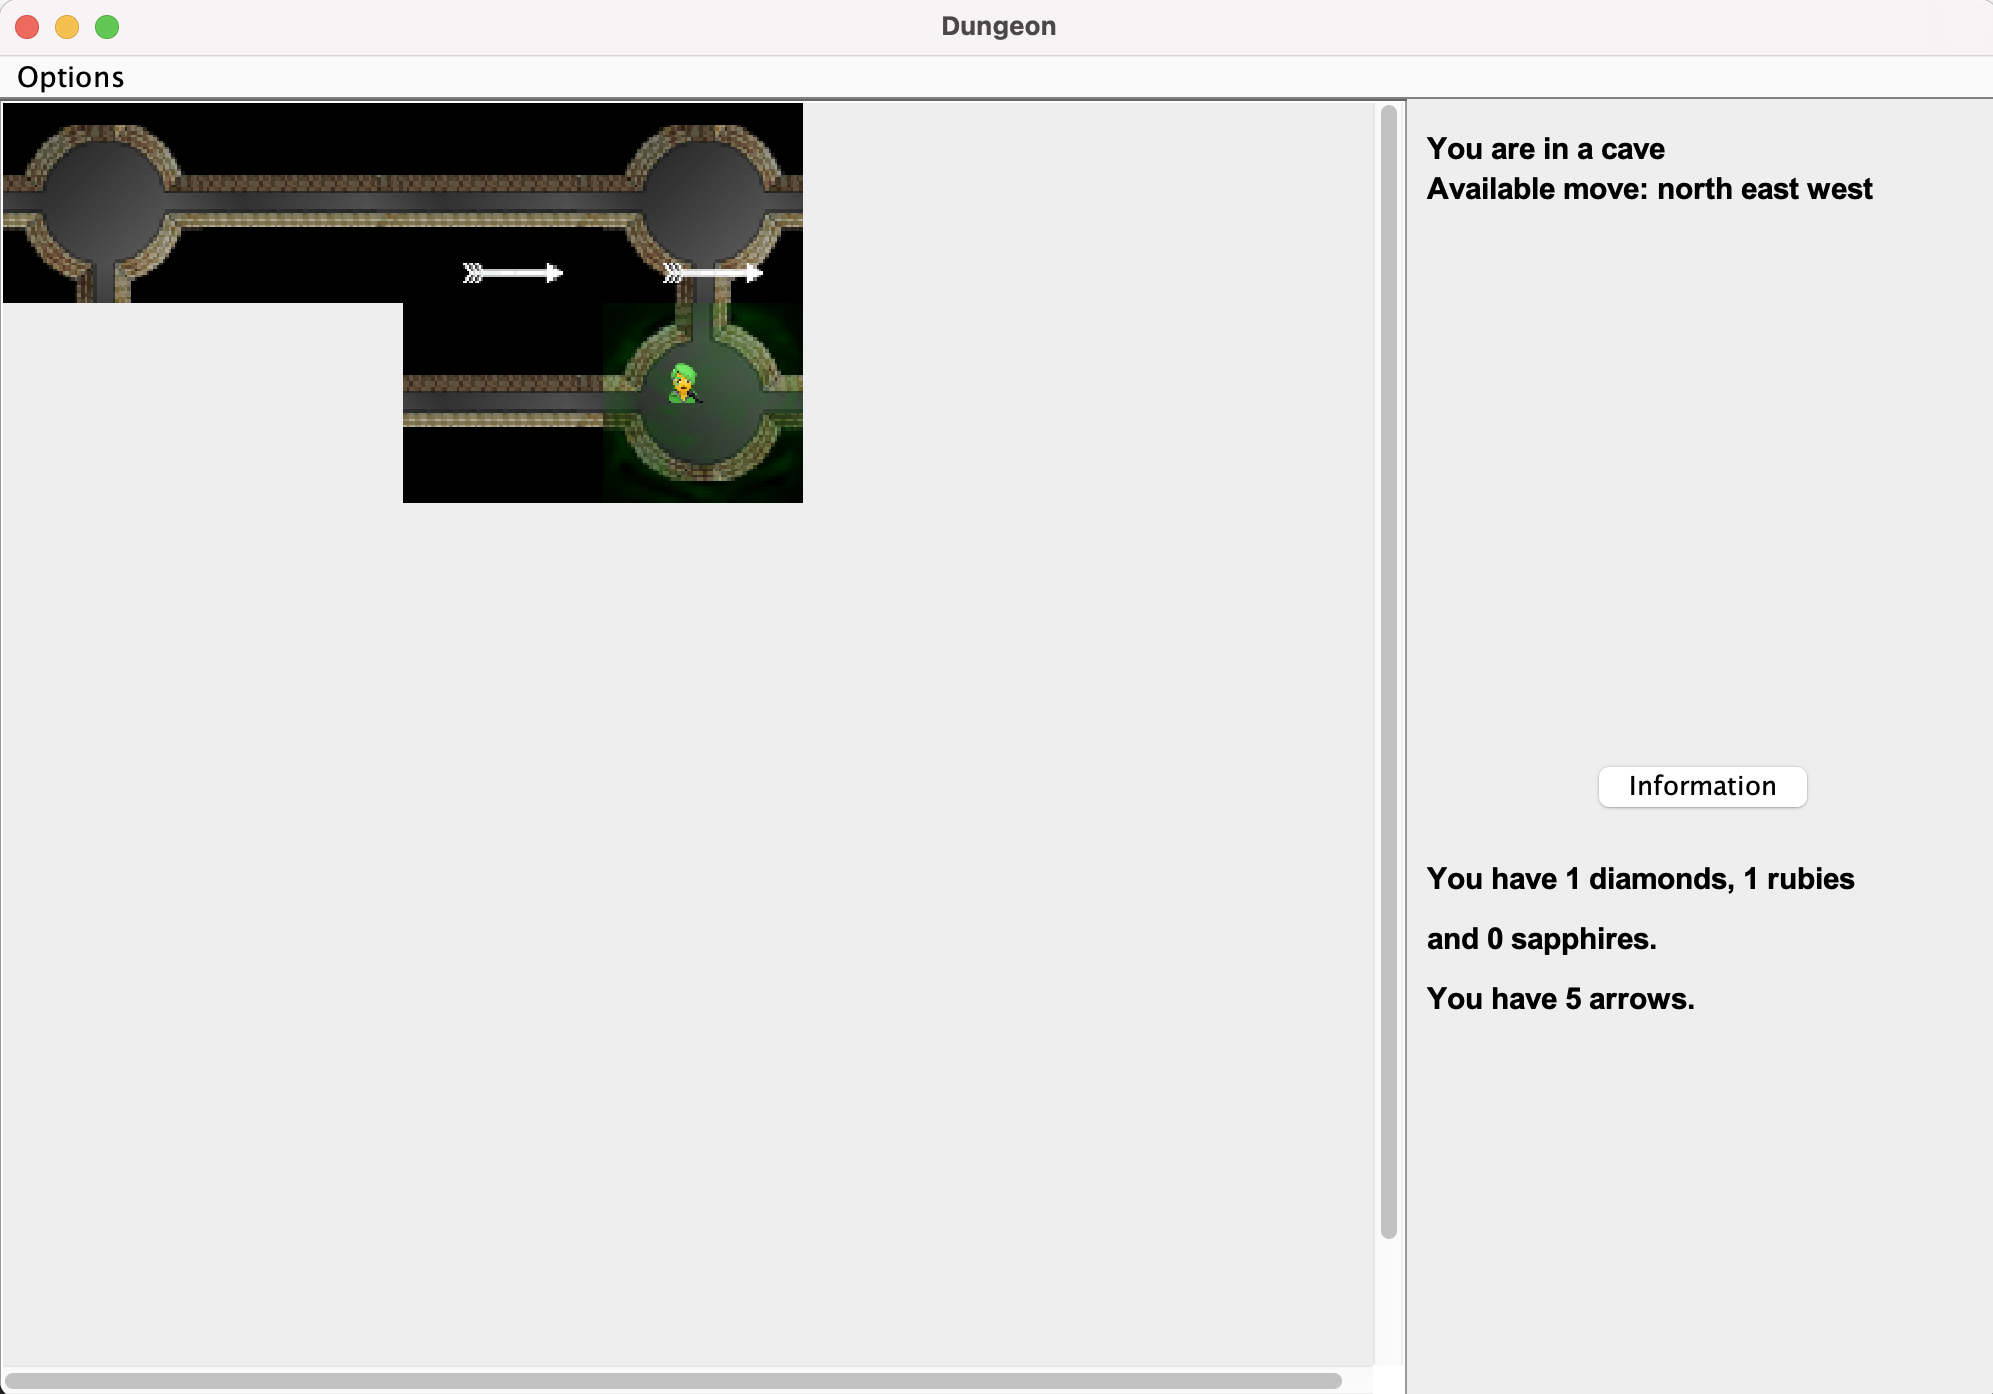 Dungeon
Options
You are in a cave
Available move: north east west
Information
You have 1 diamonds, 1 rubies
and 0 sapphires.
You have 5 arrows.